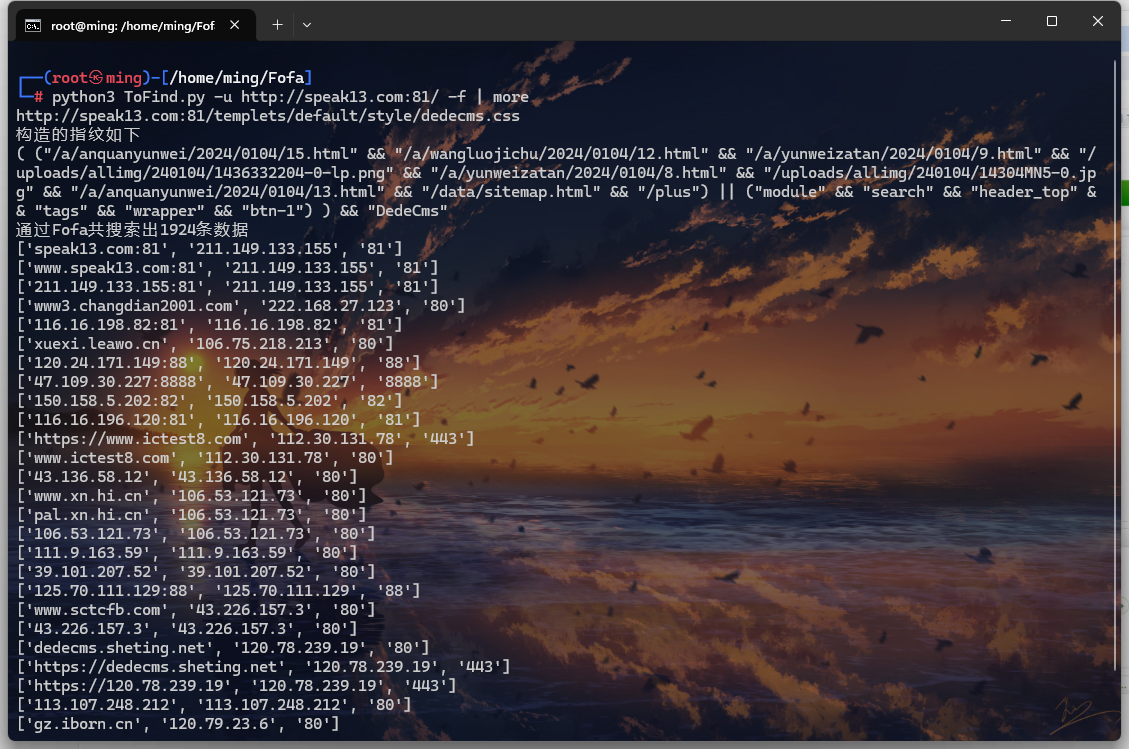 root@ming: /home/ming/Fof
┌──(root㉿ming)-[/home/ming/Fofa]
└─# python3 ToFind.py -u http://speak13.com:81/ -f | more
http://speak13.com:81/templets/default/style/dedecms.css
构造的指纹如下
( ("/a/anquanyunwei/2024/0104/15.html" && "/a/wangluojichu/2024/0104/12.html" && "/a/yunweizatan/2024/0104/9.html" && "/
uploads/allimg/240104/1436332204-0-lp.png" && "/a/yunweizatan/2024/0104/8.html" && "/uploads/allimg/240104/14304MN5-0.jp
g" && "/a/anquanyunwei/2024/0104/13.html" && "/data/sitemap.html" && "/plus") || ("module" && "search" && "header_top" &
& "tags" && "wrapper" && "btn-1") ) && "DedeCms"
通过Fofa共搜索出1924条数据
['speak13.com:81', '211.149.133.155', '81']
['www.speak13.com:81', '211.149.133.155', '81']
['211.149.133.155:81', '211.149.133.155', '81']
['www3.changdian2001.com', '222.168.27.123', '80']
['116.16.198.82:81', '116.16.198.82', '81']
['xuexi.leawo.cn', '106.75.218.213', '80']
['120.24.171.149:88', '120.24.171.149', '88']
['47.109.30.227:8888', '47.109.30.227', '8888']
['150.158.5.202:82', '150.158.5.202', '82']
['116.16.196.120:81', '116.16.196.120', '81']
['https://www.ictest8.com', '112.30.131.78', '443']
['www.ictest8.com', '112.30.131.78', '80']
['43.136.58.12', '43.136.58.12', '80']
['www.xn.hi.cn', '106.53.121.73', '80']
['pal.xn.hi.cn', '106.53.121.73', '80']
['106.53.121.73', '106.53.121.73', '80']
['111.9.163.59', '111.9.163.59', '80']
['39.101.207.52', '39.101.207.52', '80']
['125.70.111.129:88', '125.70.111.129', '88']
['www.sctcfb.com', '43.226.157.3', '80']
['43.226.157.3', '43.226.157.3', '80']
['dedecms.sheting.net', '120.78.239.19', '80']
['https://dedecms.sheting.net', '120.78.239.19', '443']
['https://120.78.239.19', '120.78.239.19', '443']
['113.107.248.212', '113.107.248.212', '80']
['gz.iborn.cn', '120.79.23.6', '80']